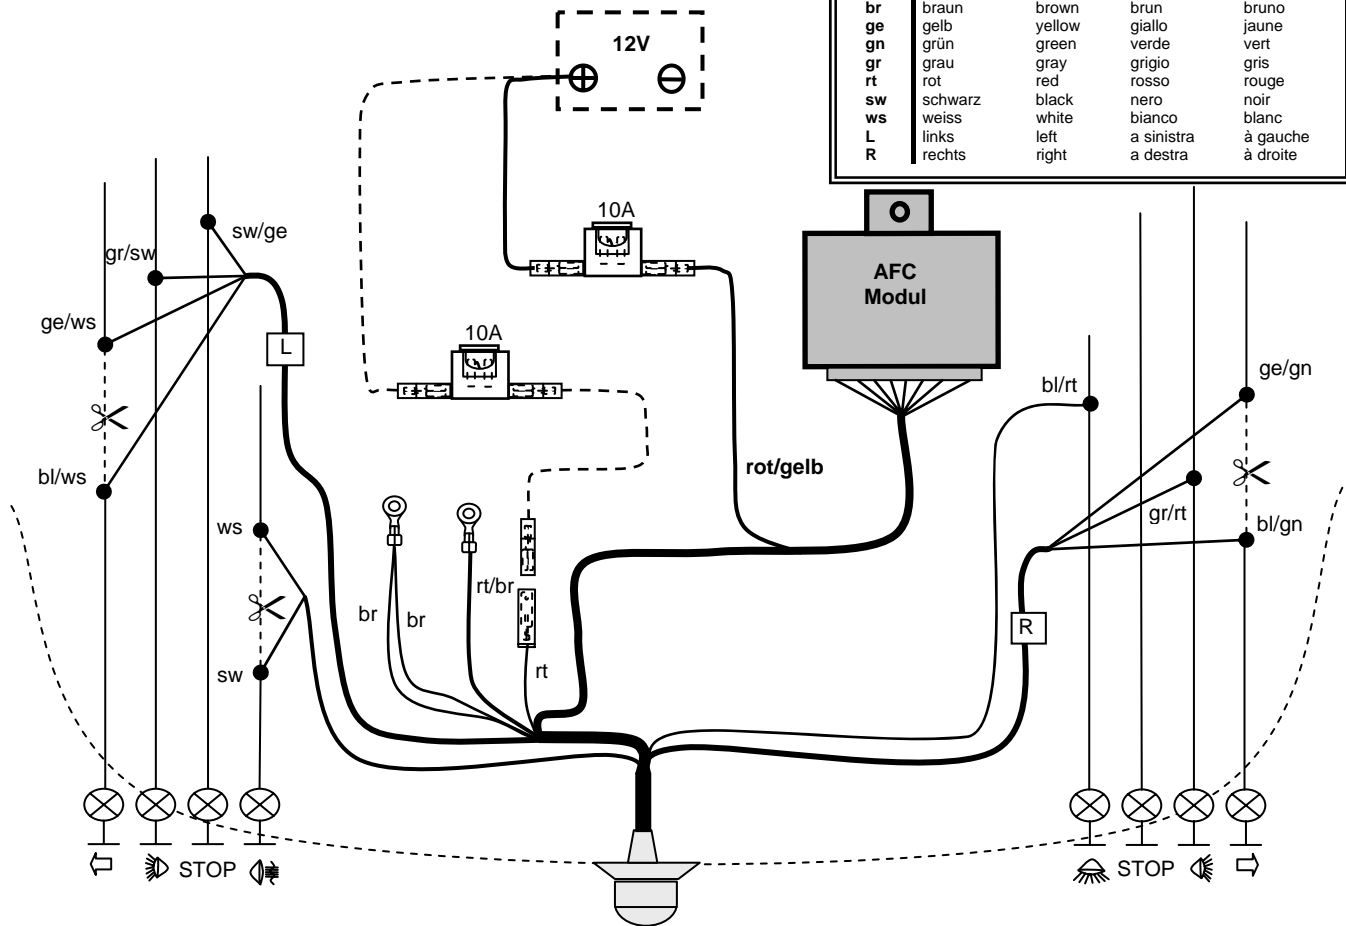 br braun brown brun bruno
ge gelb yellow giallo jaune
gn grün green verde vert
gr grau gray grigio gris
rt rot red rosso rouge
sw schwarz black nero noir
ws weiss white bianco blanc
L links left a sinistra à gauche
R rechts right a destra à droite
12V
10A
sw/ge
gr/sw
AFC
Modul
ge/ws
10A
L
ge/gn
bl/rt
rot/gelb
bl/ws
gr/rt
bl/gn
ws
rt/br
br
br
R
rt
sw
STOP
STOP